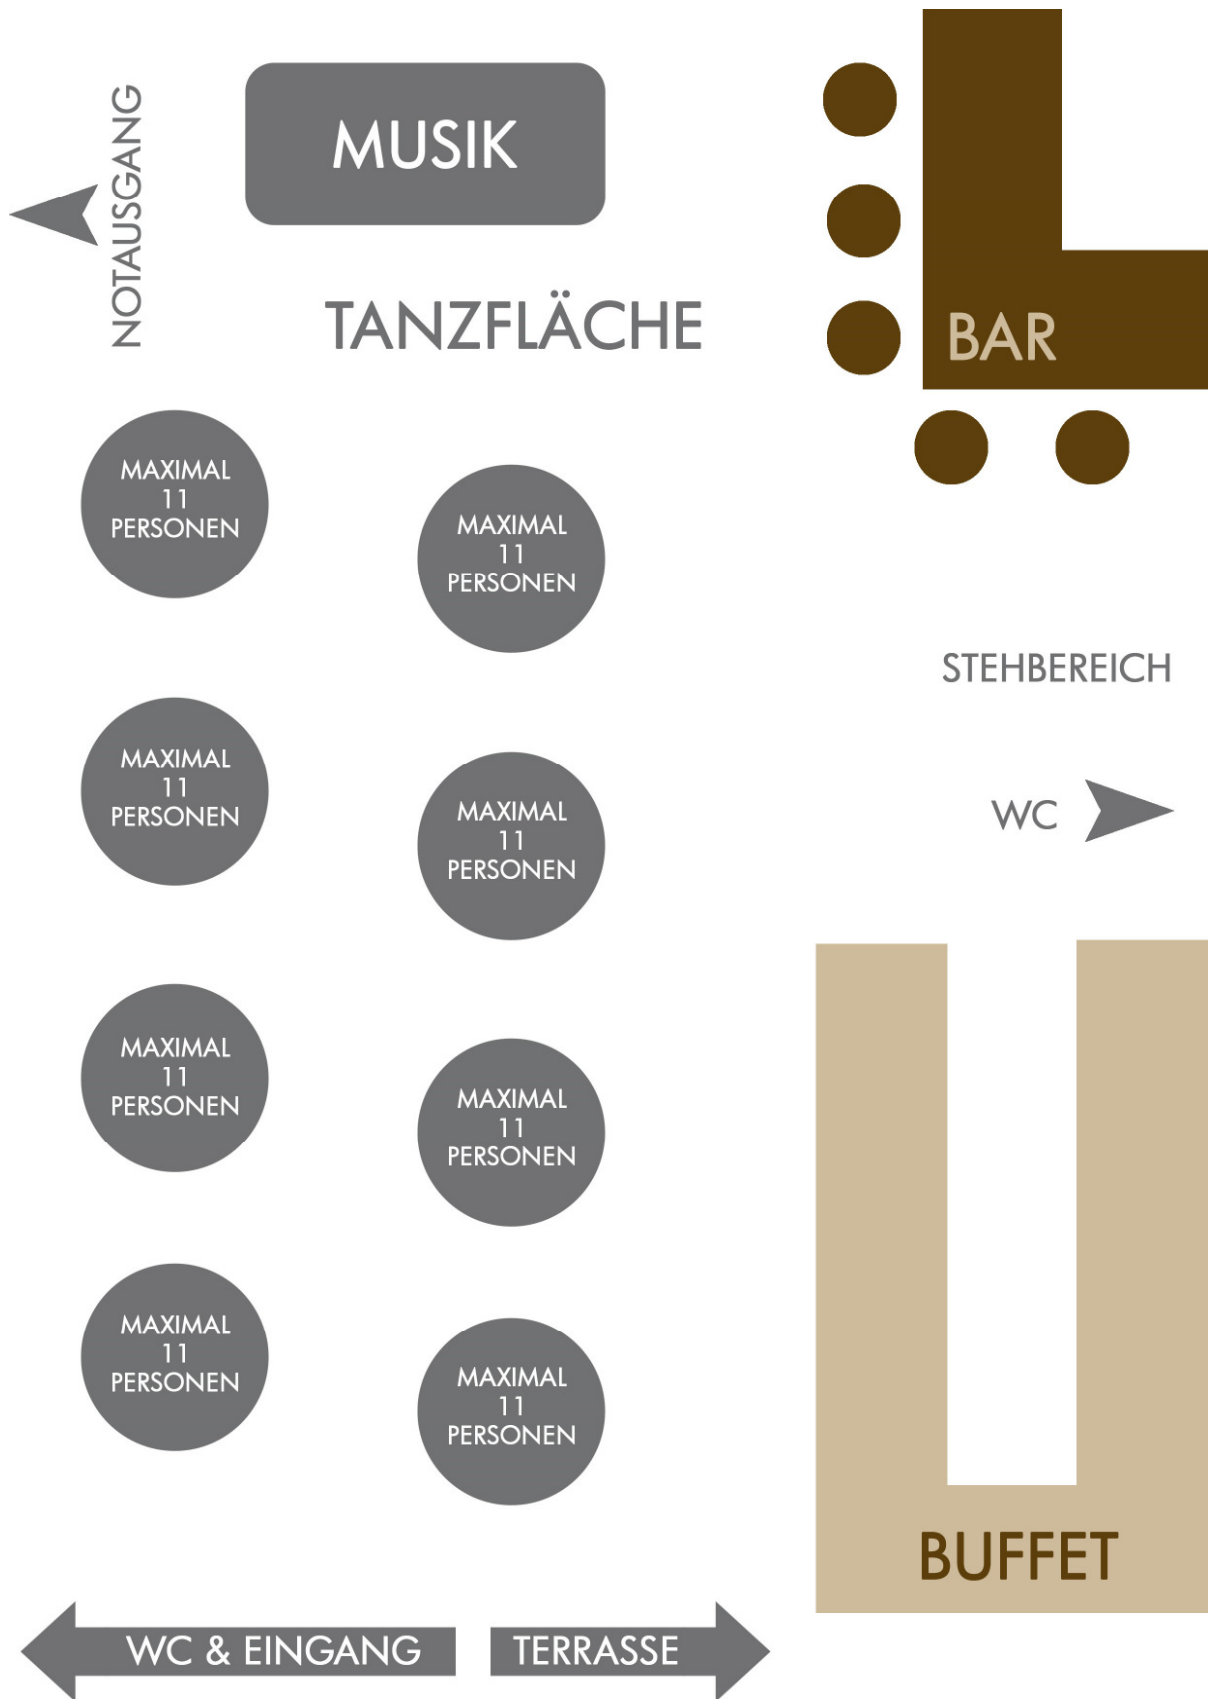 NOTAUSGANG
MUSIK
TANZFLÄCHE
BAR
MAXIMAL
11
PERSONEN
MAXIMAL
11
PERSONEN
STEHBEREICH
MAXIMAL
11
PERSONEN
MAXIMAL
11
PERSONEN
WC
MAXIMAL
11
PERSONEN
MAXIMAL
11
PERSONEN
MAXIMAL
11
PERSONEN
MAXIMAL
11
PERSONEN
BUFFET
WC & EINGANG
TERRASSE